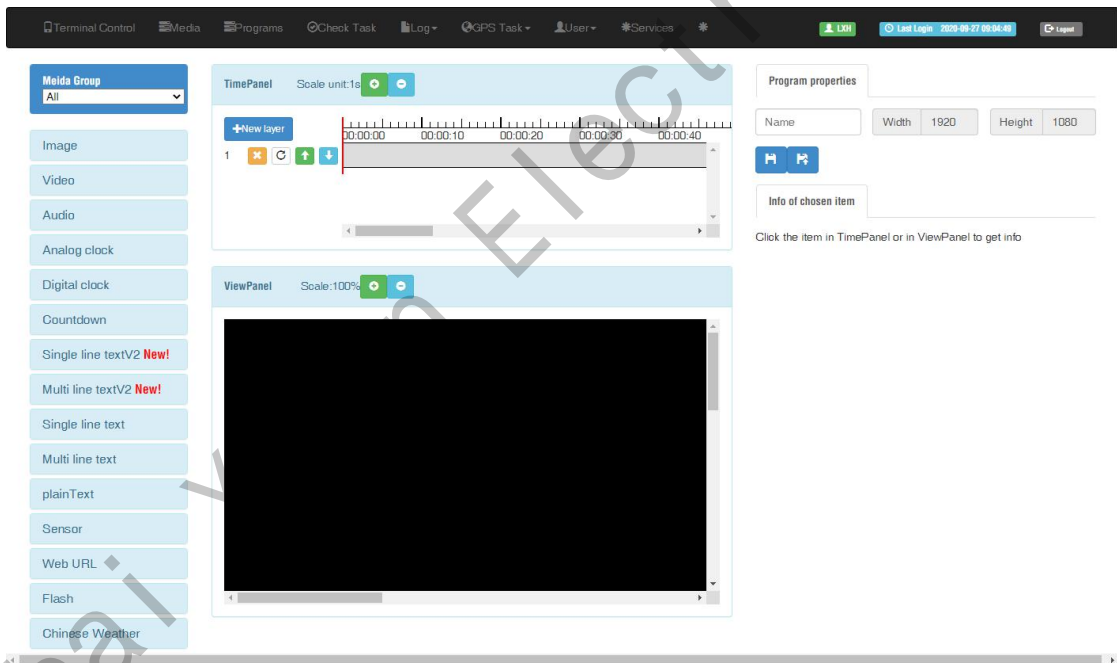 Terminal Control Media Programs Check Task Log GPS Task User Services LXH Last Login 2020-09-27 09:04:49 Logout
Meida Group
All
Image
Video
Audio
Analog clock
Digital clock
Countdown
Single line textV2 New!
Multi line textV2 New!
Single line text
Multi line text
plainText
Sensor
Web URL
Flash
Chinese Weather
TimePanel Scale unit:1s
New layer
00:00:00 00:00:10 00:00:20 00:00:30 00:00:40
1
ViewPanel Scale:100%
Program properties
Name Width 1920 Height 1080
Info of chosen item
Click the item in TimePanel or in ViewPanel to get info